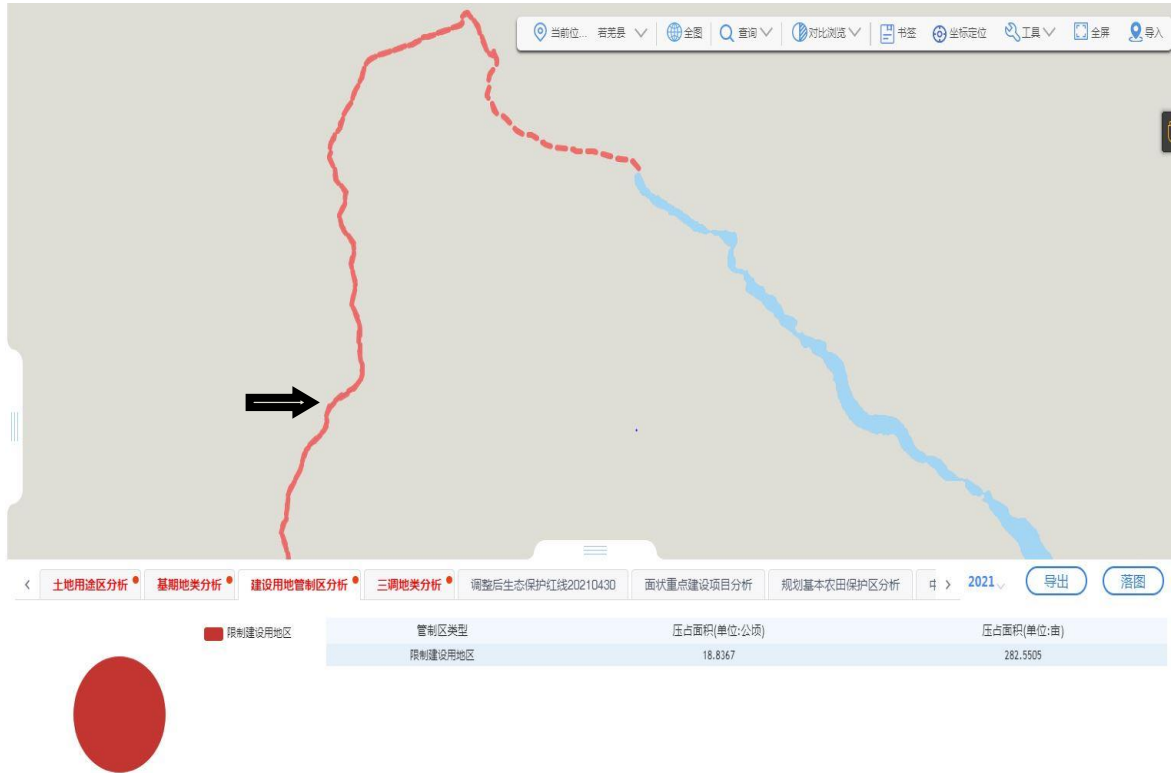 当前位... 若羌县 全图 查询 对比浏览 书签 坐标定位 工具 全屏 导入
土地用途区分析 基期地类分析 建设用地管制区分析 三调地类分析 调整后生态保护红线20210430 面状重点建设项目分析 规划基本农田保护区分析 2021 导出 落图
限制建设用地区
管制区类型 压占面积(单位:公顷) 压占面积(单位:亩)
限制建设用地区 18.8367 282.5505